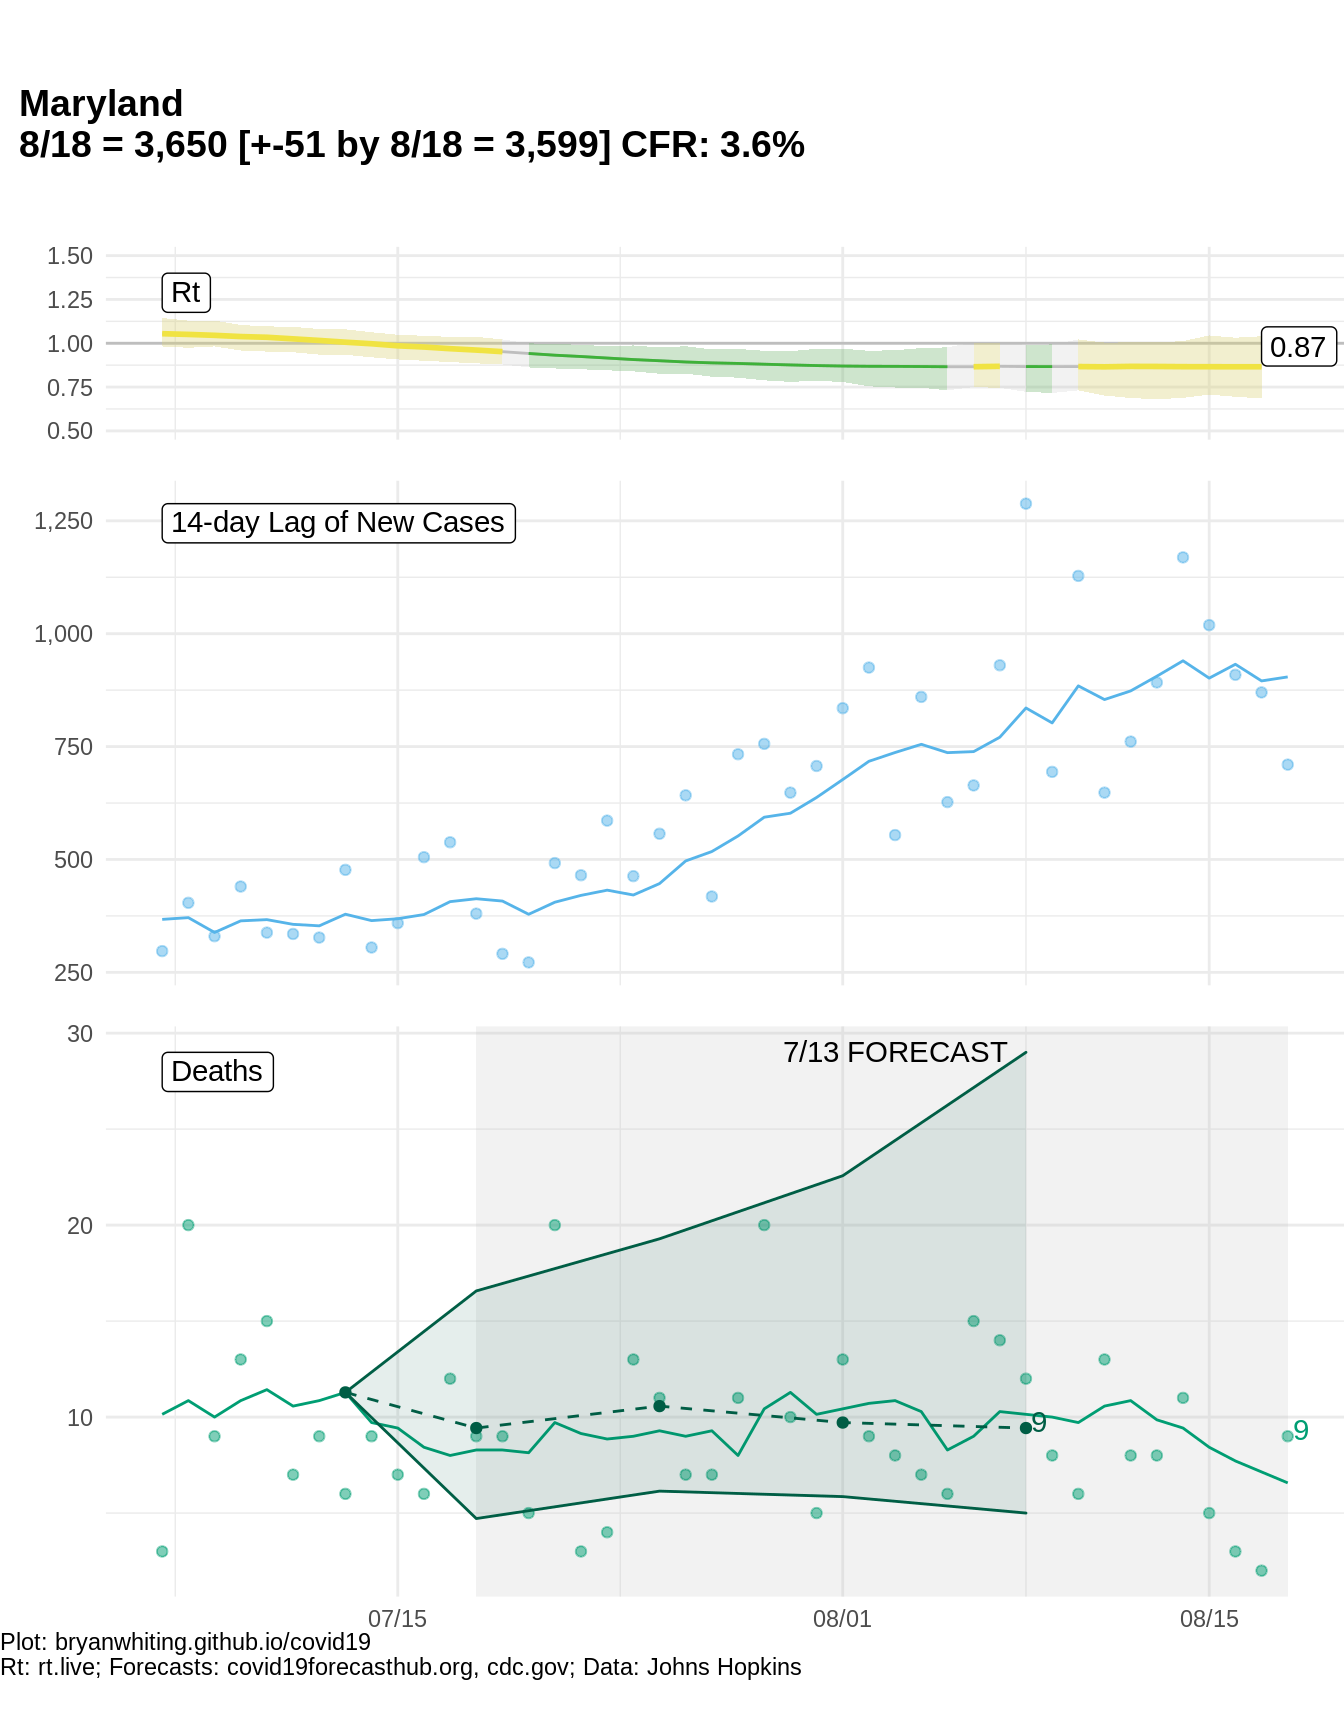 Maryland
8/18 = 3,650 [+-51 by 8/18 = 3,599] CFR: 3.6%
1.50
1.25
1.00
0.75
0.50
Rt
0.87
1,250
1,000
750
500
250
14-day Lag of New Cases
30
20
10
Deaths
7/13 FORECAST
9
9
07/15
08/01
08/15
Plot: bryanwhiting.github.io/covid19
Rt: rt.live; Forecasts: covid19forecasthub.org, cdc.gov; Data: Johns Hopkins